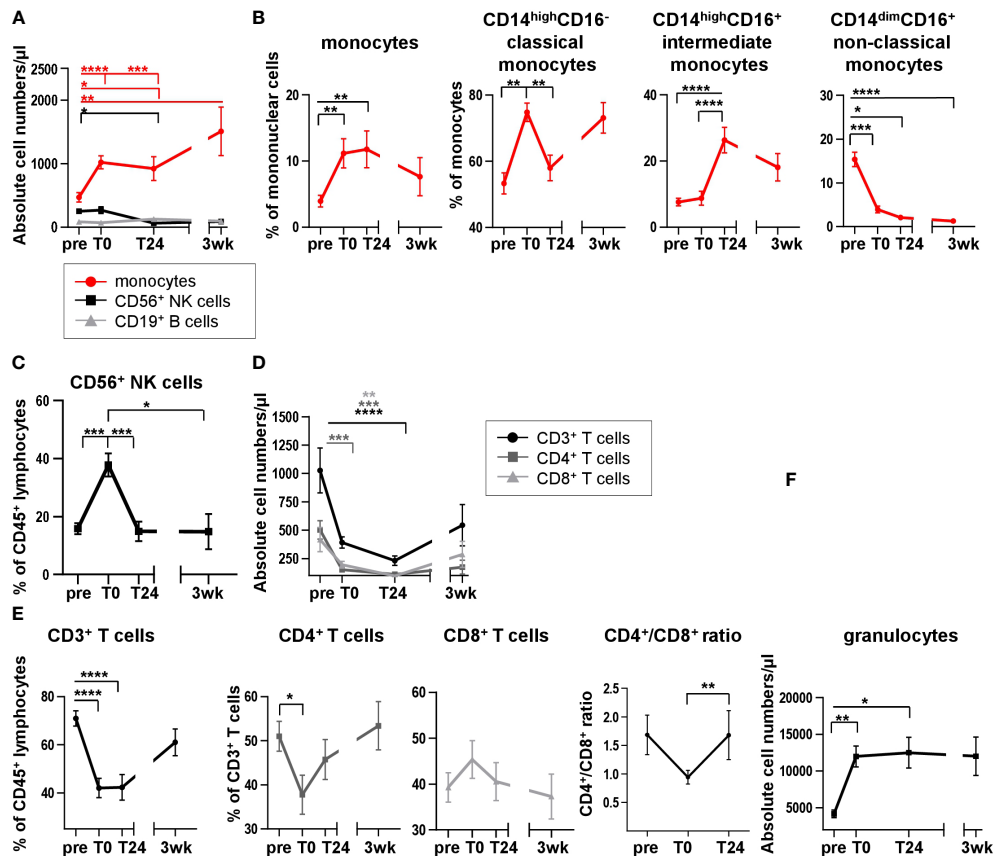 A
Absolute cell numbers/µl
2500
2000
1000
0
****
***
*
**
*
pre
T0
T24
3wk
monocytes
CD56⁺ NK cells
CD19⁺ B cells
B
monocytes
% of mononuclear cells
20
10
0
**
**
pre
T0
T24
3wk
CD14ʰⁱᵍʰCD16⁻
classical
monocytes
% of monocytes
80
60
40
**
**
pre
T0
T24
3wk
CD14ʰⁱᵍʰCD16⁺
intermediate
monocytes
60
40
20
0
****
****
pre
T0
T24
3wk
CD14ᵈⁱᵐCD16⁺
non-classical
monocytes
30
20
10
0
****
*
***
pre
T0
T24
3wk
C
CD56⁺ NK cells
% of CD45⁺ lymphocytes
60
40
20
0
*
***
***
pre
T0
T24
3wk
D
Absolute cell numbers/µl
1500
1250
1000
750
500
250
**
***
****
***
pre
T0
T24
3wk
CD3⁺ T cells
CD4⁺ T cells
CD8⁺ T cells
E
CD3⁺ T cells
% of CD45⁺ lymphocytes
80
60
40
****
****
pre
T0
T24
3wk
CD4⁺ T cells
% of CD3⁺ T cells
60
50
40
30
*
pre
T0
T24
3wk
CD8⁺ T cells
60
50
40
30
pre
T0
T24
3wk
CD4⁺/CD8⁺ ratio
CD4⁺/CD8⁺ ratio
2.5
2.0
1.5
1.0
0.5
**
pre
T0
T24
F
granulocytes
Absolute cell numbers/µl
20000
15000
10000
5000
*
**
pre
T0
T24
3wk